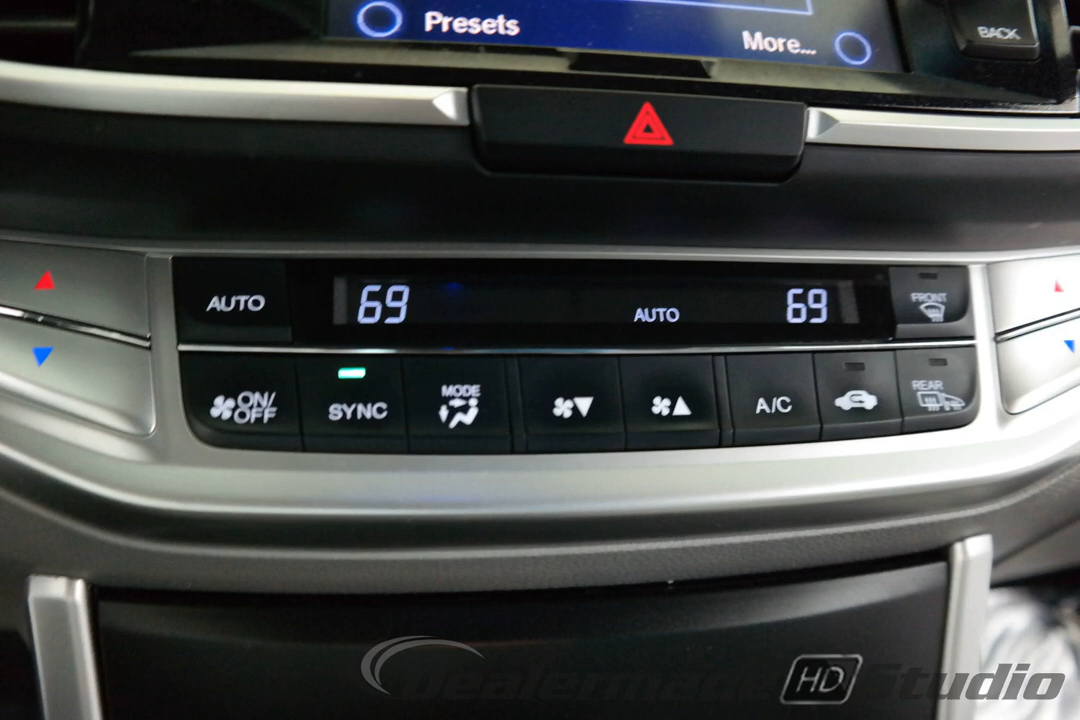 Presets
More...
BACK
AUTO
69
AUTO
69
FRONT
ON/
OFF
SYNC
MODE
A/C
REAR
HD Studio